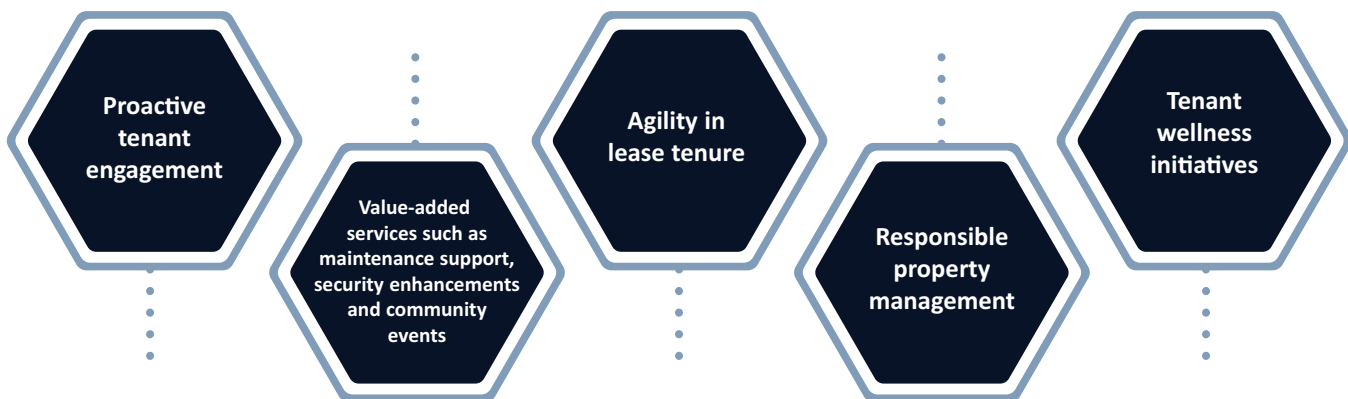 Proactive
tenant
engagement
Value-added
services such as
maintenance support,
security enhancements
and community
events
Agility in
lease tenure
Responsible
property
management
Tenant
wellness
initiatives